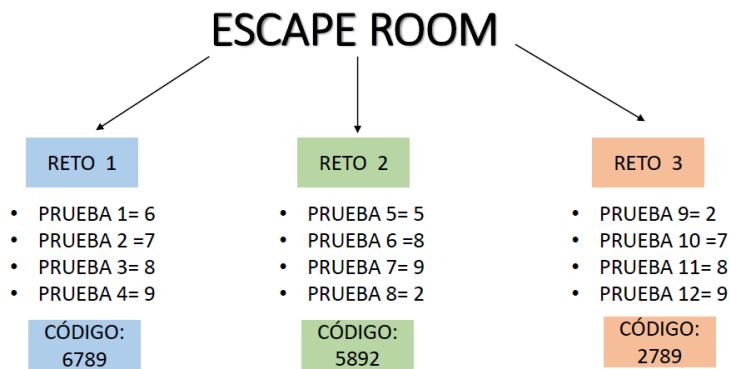 ESCAPE ROOM
RETO 1
• PRUEBA 1= 6
• PRUEBA 2 =7
• PRUEBA 3= 8
• PRUEBA 4= 9
CÓDIGO:
6789
RETO 2
• PRUEBA 5= 5
• PRUEBA 6 =8
• PRUEBA 7= 9
• PRUEBA 8= 2
CÓDIGO:
5892
RETO 3
• PRUEBA 9= 2
• PRUEBA 10 =7
• PRUEBA 11= 8
• PRUEBA 12= 9
CÓDIGO:
2789